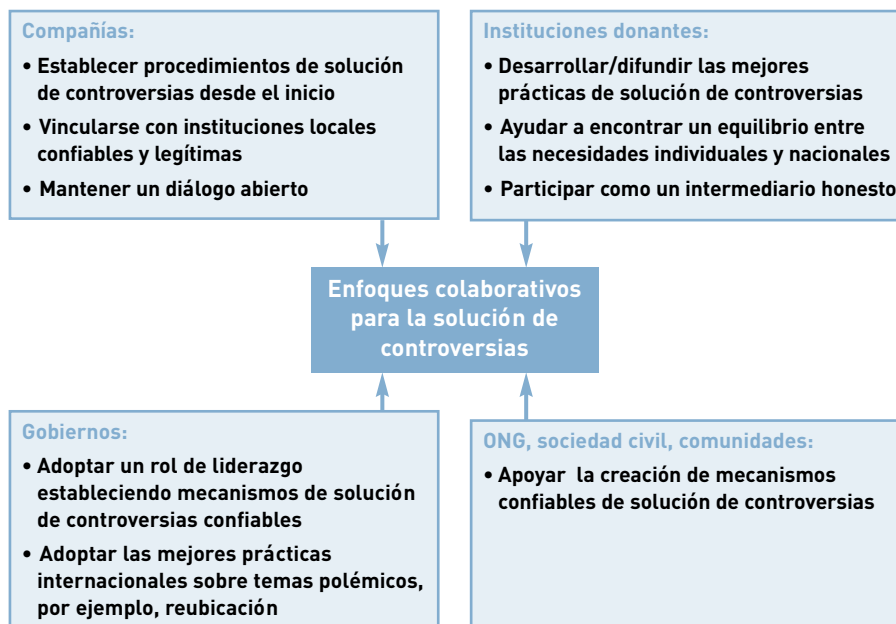 Compañías:
• Establecer procedimientos de solución
de controversias desde el inicio
• Vincularse con instituciones locales
confiables y legítimas
• Mantener un diálogo abierto
Instituciones donantes:
• Desarrollar/difundir las mejores
prácticas de solución de controversias
• Ayudar a encontrar un equilibrio entre
las necesidades individuales y nacionales
• Participar como un intermediario honesto
Enfoques colaborativos
para la solución de
controversias
Gobiernos:
• Adoptar un rol de liderazgo
estableciendo mecanismos de solución
de controversias confiables
• Adoptar las mejores prácticas
internacionales sobre temas polémicos,
por ejemplo, reubicación
ONG, sociedad civil, comunidades:
• Apoyar la creación de mecanismos
confiables de solución de controversias